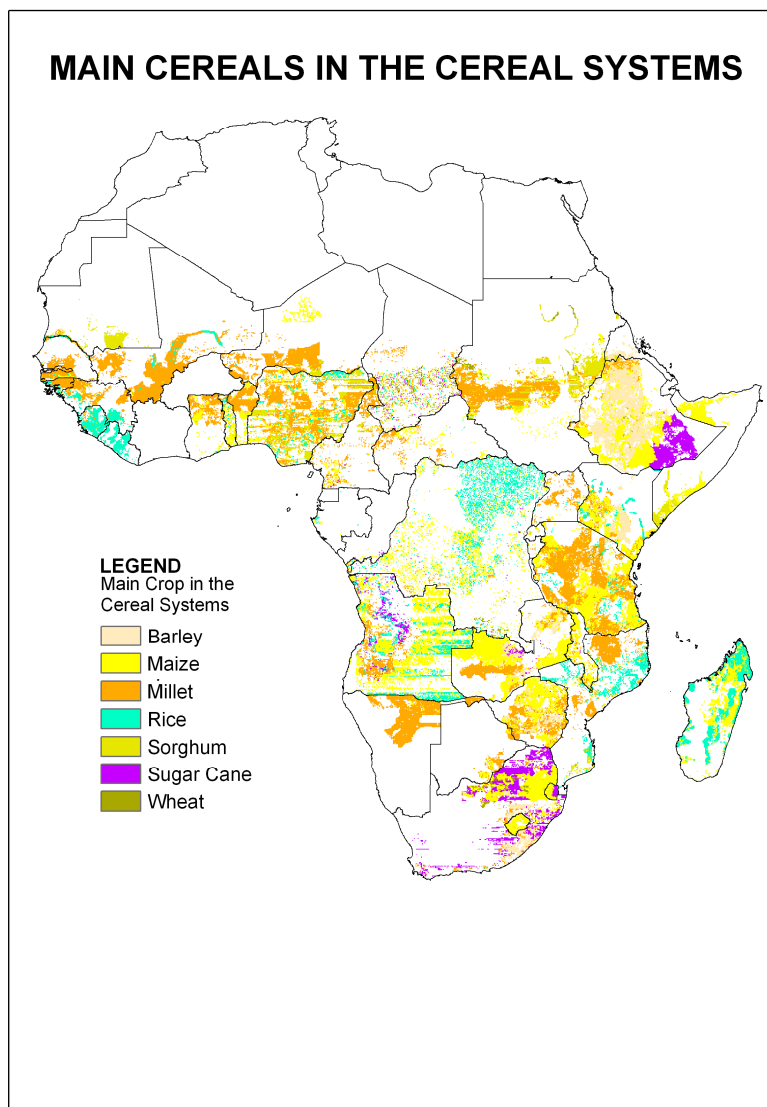 MAIN CEREALS IN THE CEREAL SYSTEMS
LEGEND
Main Crop in the
Cereal Systems
Barley
Maize
Millet
Rice
Sorghum
Sugar Cane
Wheat